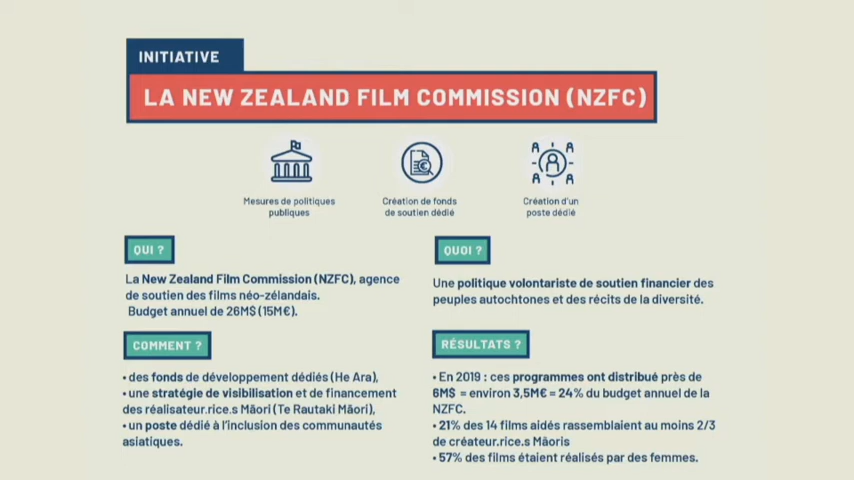 INITIATIVE
LA NEW ZEALAND FILM COMMISSION (NZFC)
Mesures de politiques
publiques
Création de fonds
de soutien dédié
Création d'un
poste dédié
QUI ?
La New Zealand Film Commission (NZFC), agence
de soutien des films néo-zélandais.
Budget annuel de 26M$ (15M€).
QUOI ?
Une politique volontariste de soutien financier des
peuples autochtones et des récits de la diversité.
COMMENT ?
• des fonds de développement dédiés (He Ara),
• une stratégie de visibilisation et de financement
des réalisateur.rice.s Māori (Te Rautaki Māori),
• un poste dédié à l'inclusion des communautés
asiatiques.
RÉSULTATS ?
• En 2019 : ces programmes ont distribué près de
6M$ = environ 3,5M€ = 24% du budget annuel de la
NZFC.
• 21% des 14 films aidés rassemblaient au moins 2/3
de créateur.rice.s Māoris
• 57% des films étaient réalisés par des femmes.